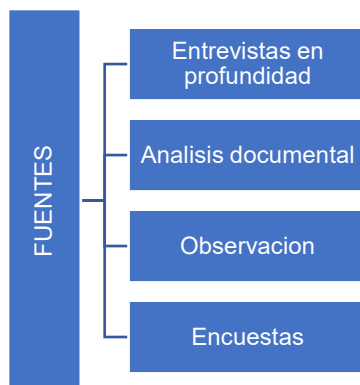 FUENTES
Entrevistas en
profundidad
Analisis documental
Observacion
Encuestas